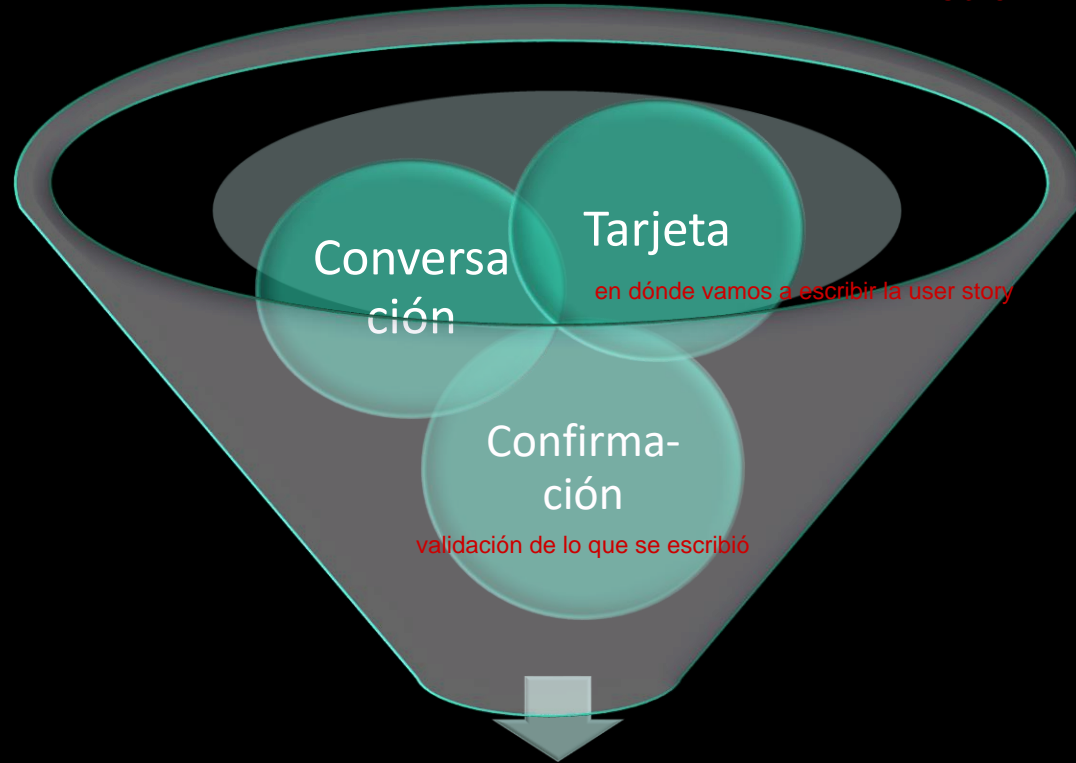 Tarjeta
en dónde vamos a escribir la user story
Conversa
ción
Confirma-
ción
validación de lo que se escribió